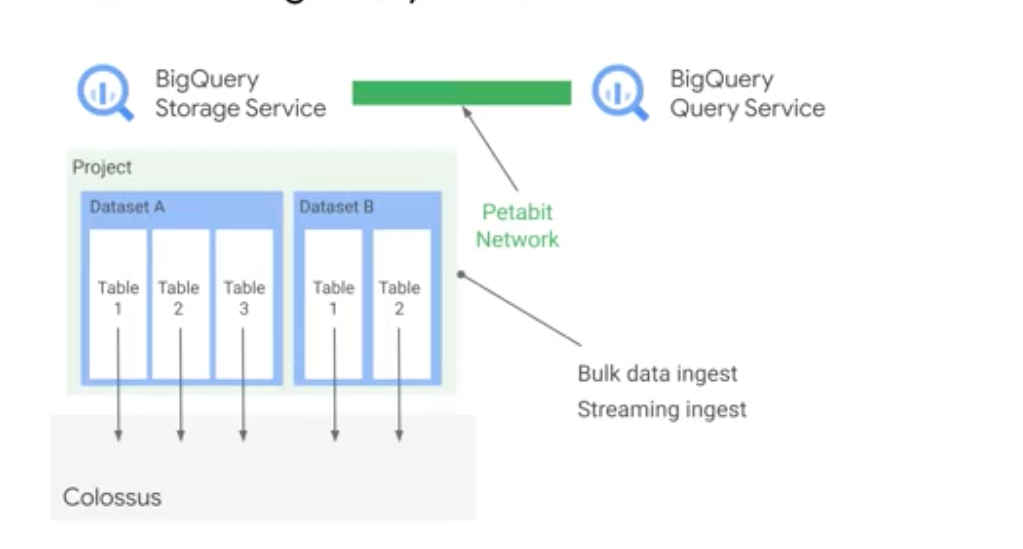 BigQuery
Storage Service
BigQuery
Query Service
Project
Dataset A
Dataset B
Petabit
Network
Table
1
Table
2
Table
3
Table
1
Table
2
Bulk data ingest
Streaming ingest
Colossus